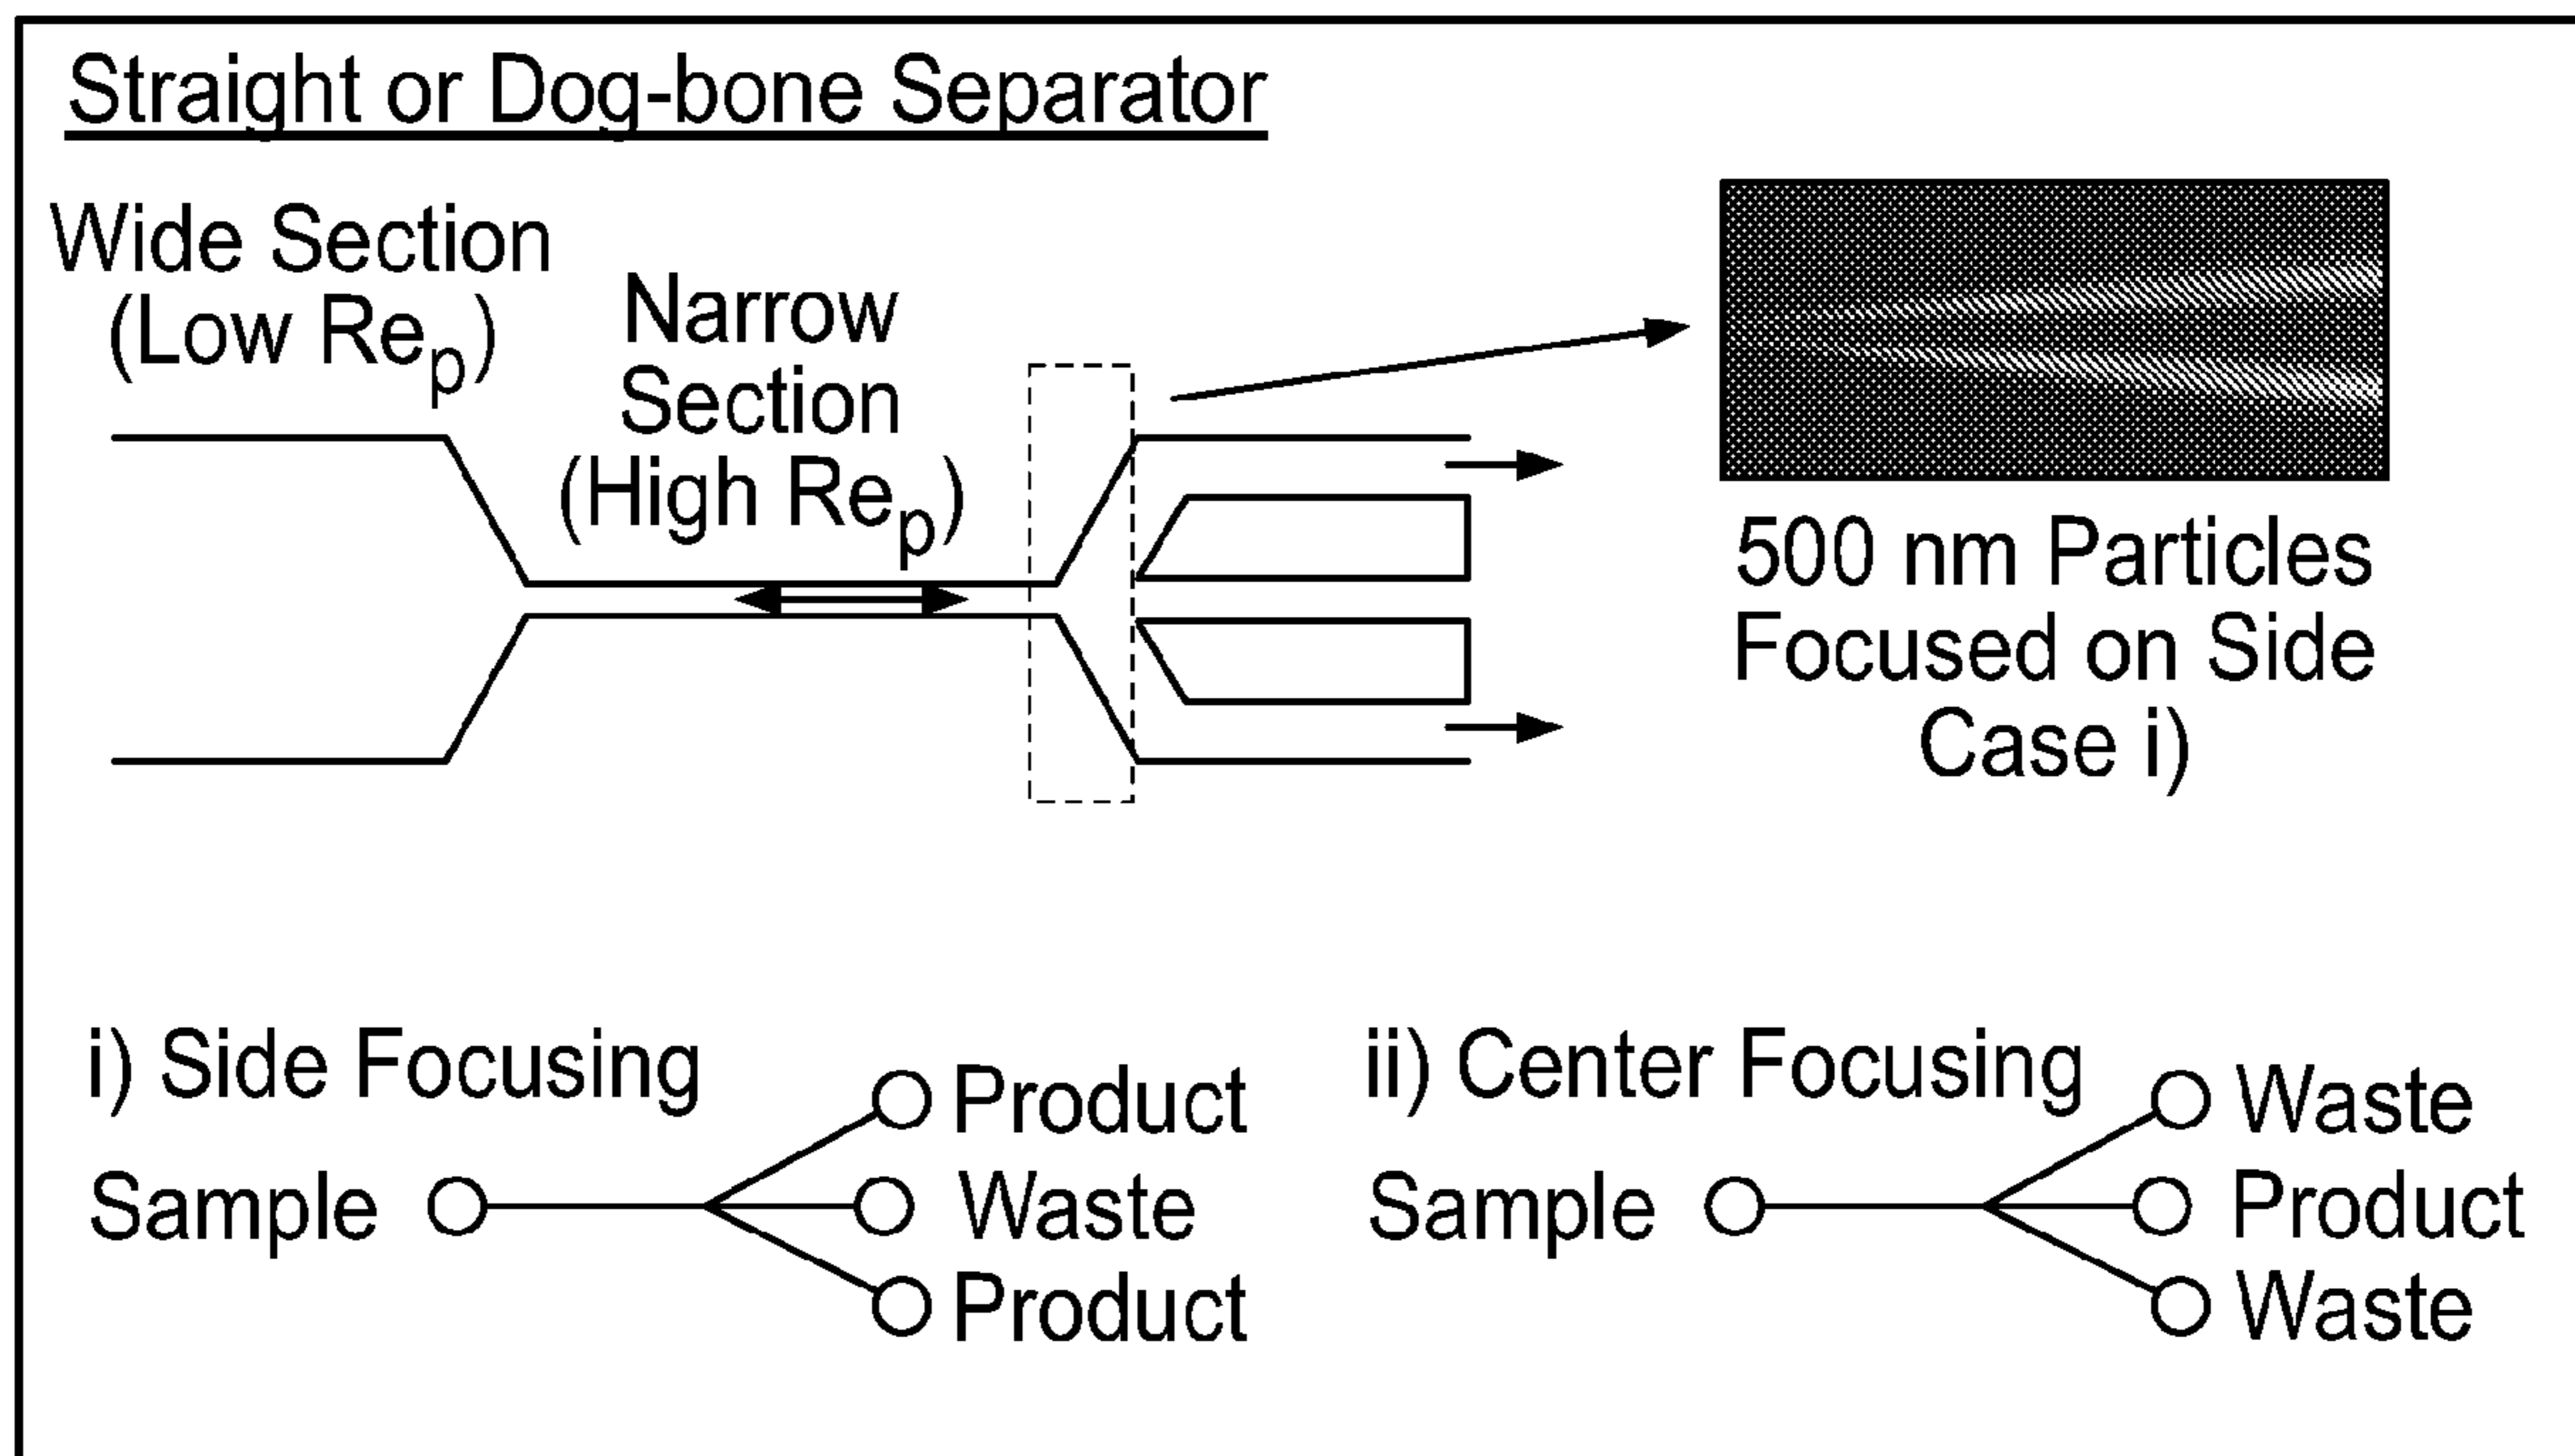 Straight or Dog-bone Separator
Wide Section
(Low Rep)
Narrow
Section
(High Rep)
500 nm Particles
Focused on Side
Case i)
i) Side Focusing
Sample
Product
Waste
Product
ii) Center Focusing
Sample
Waste
Product
Waste